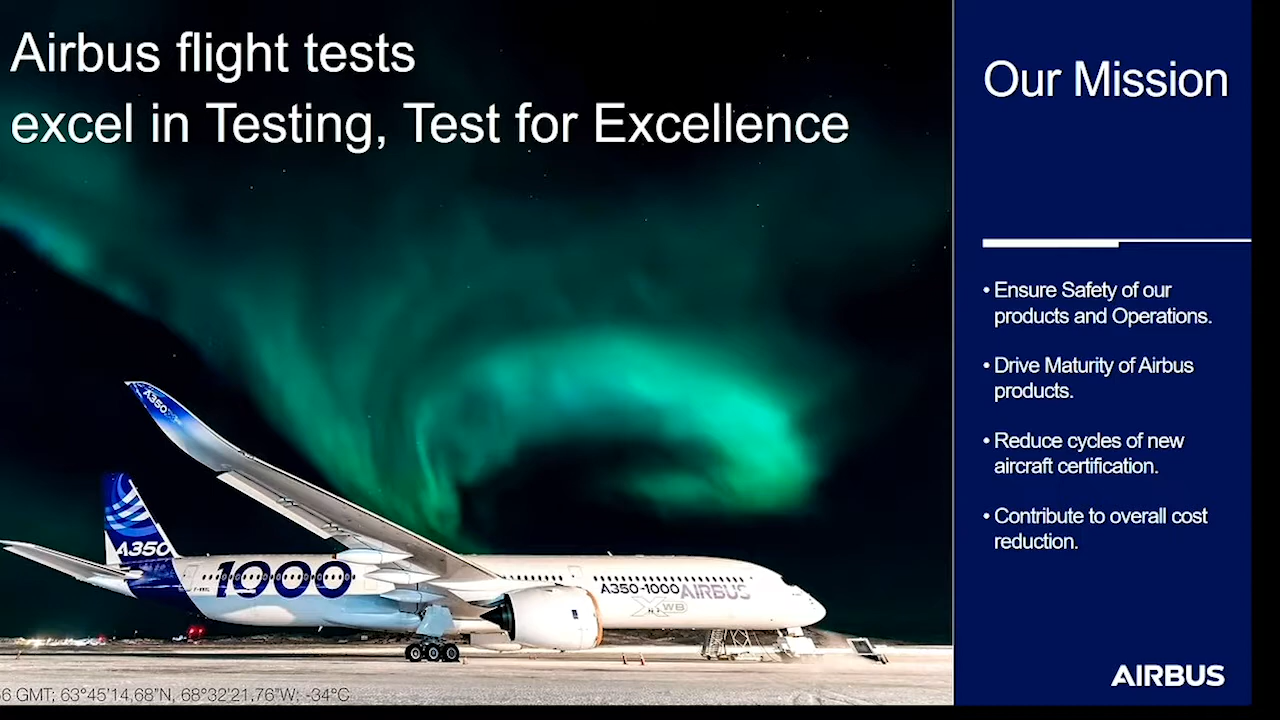 Airbus flight tests
excel in Testing, Test for Excellence
Our Mission
• Ensure Safety of our
products and Operations.
• Drive Maturity of Airbus
products.
• Reduce cycles of new
aircraft certification.
• Contribute to overall cost
reduction.
A350
A350
1000
A350-1000 AIRBUS
XWB
6 GMT; 63°45'14,68"N, 68°32'21,76"W; -34°C
AIRBUS